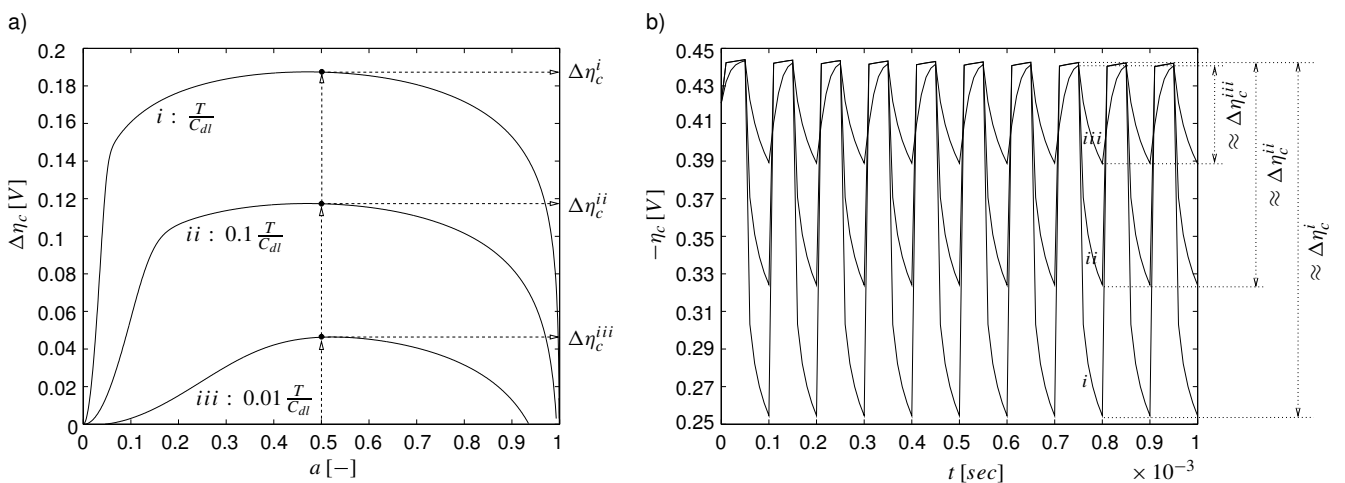 a)
0.2
0.18
0.16
0.14
0.12
0.1
0.08
0.06
0.04
0.02
0
Δη_c [V]
i : T/C_dl
ii : 0.1 T/C_dl
iii : 0.01 T/C_dl
Δη_c^i
Δη_c^ii
Δη_c^iii
0 0.1 0.2 0.3 0.4 0.5 0.6 0.7 0.8 0.9 1
a [−]
b)
0.45
0.43
0.41
0.39
0.37
0.35
0.33
0.31
0.29
0.27
0.25
−η_c [V]
iii
ii
i
≈ Δη_c^iii
≈ Δη_c^ii
≈ Δη_c^i
0 0.1 0.2 0.3 0.4 0.5 0.6 0.7 0.8 0.9 1
t [sec]
× 10⁻³